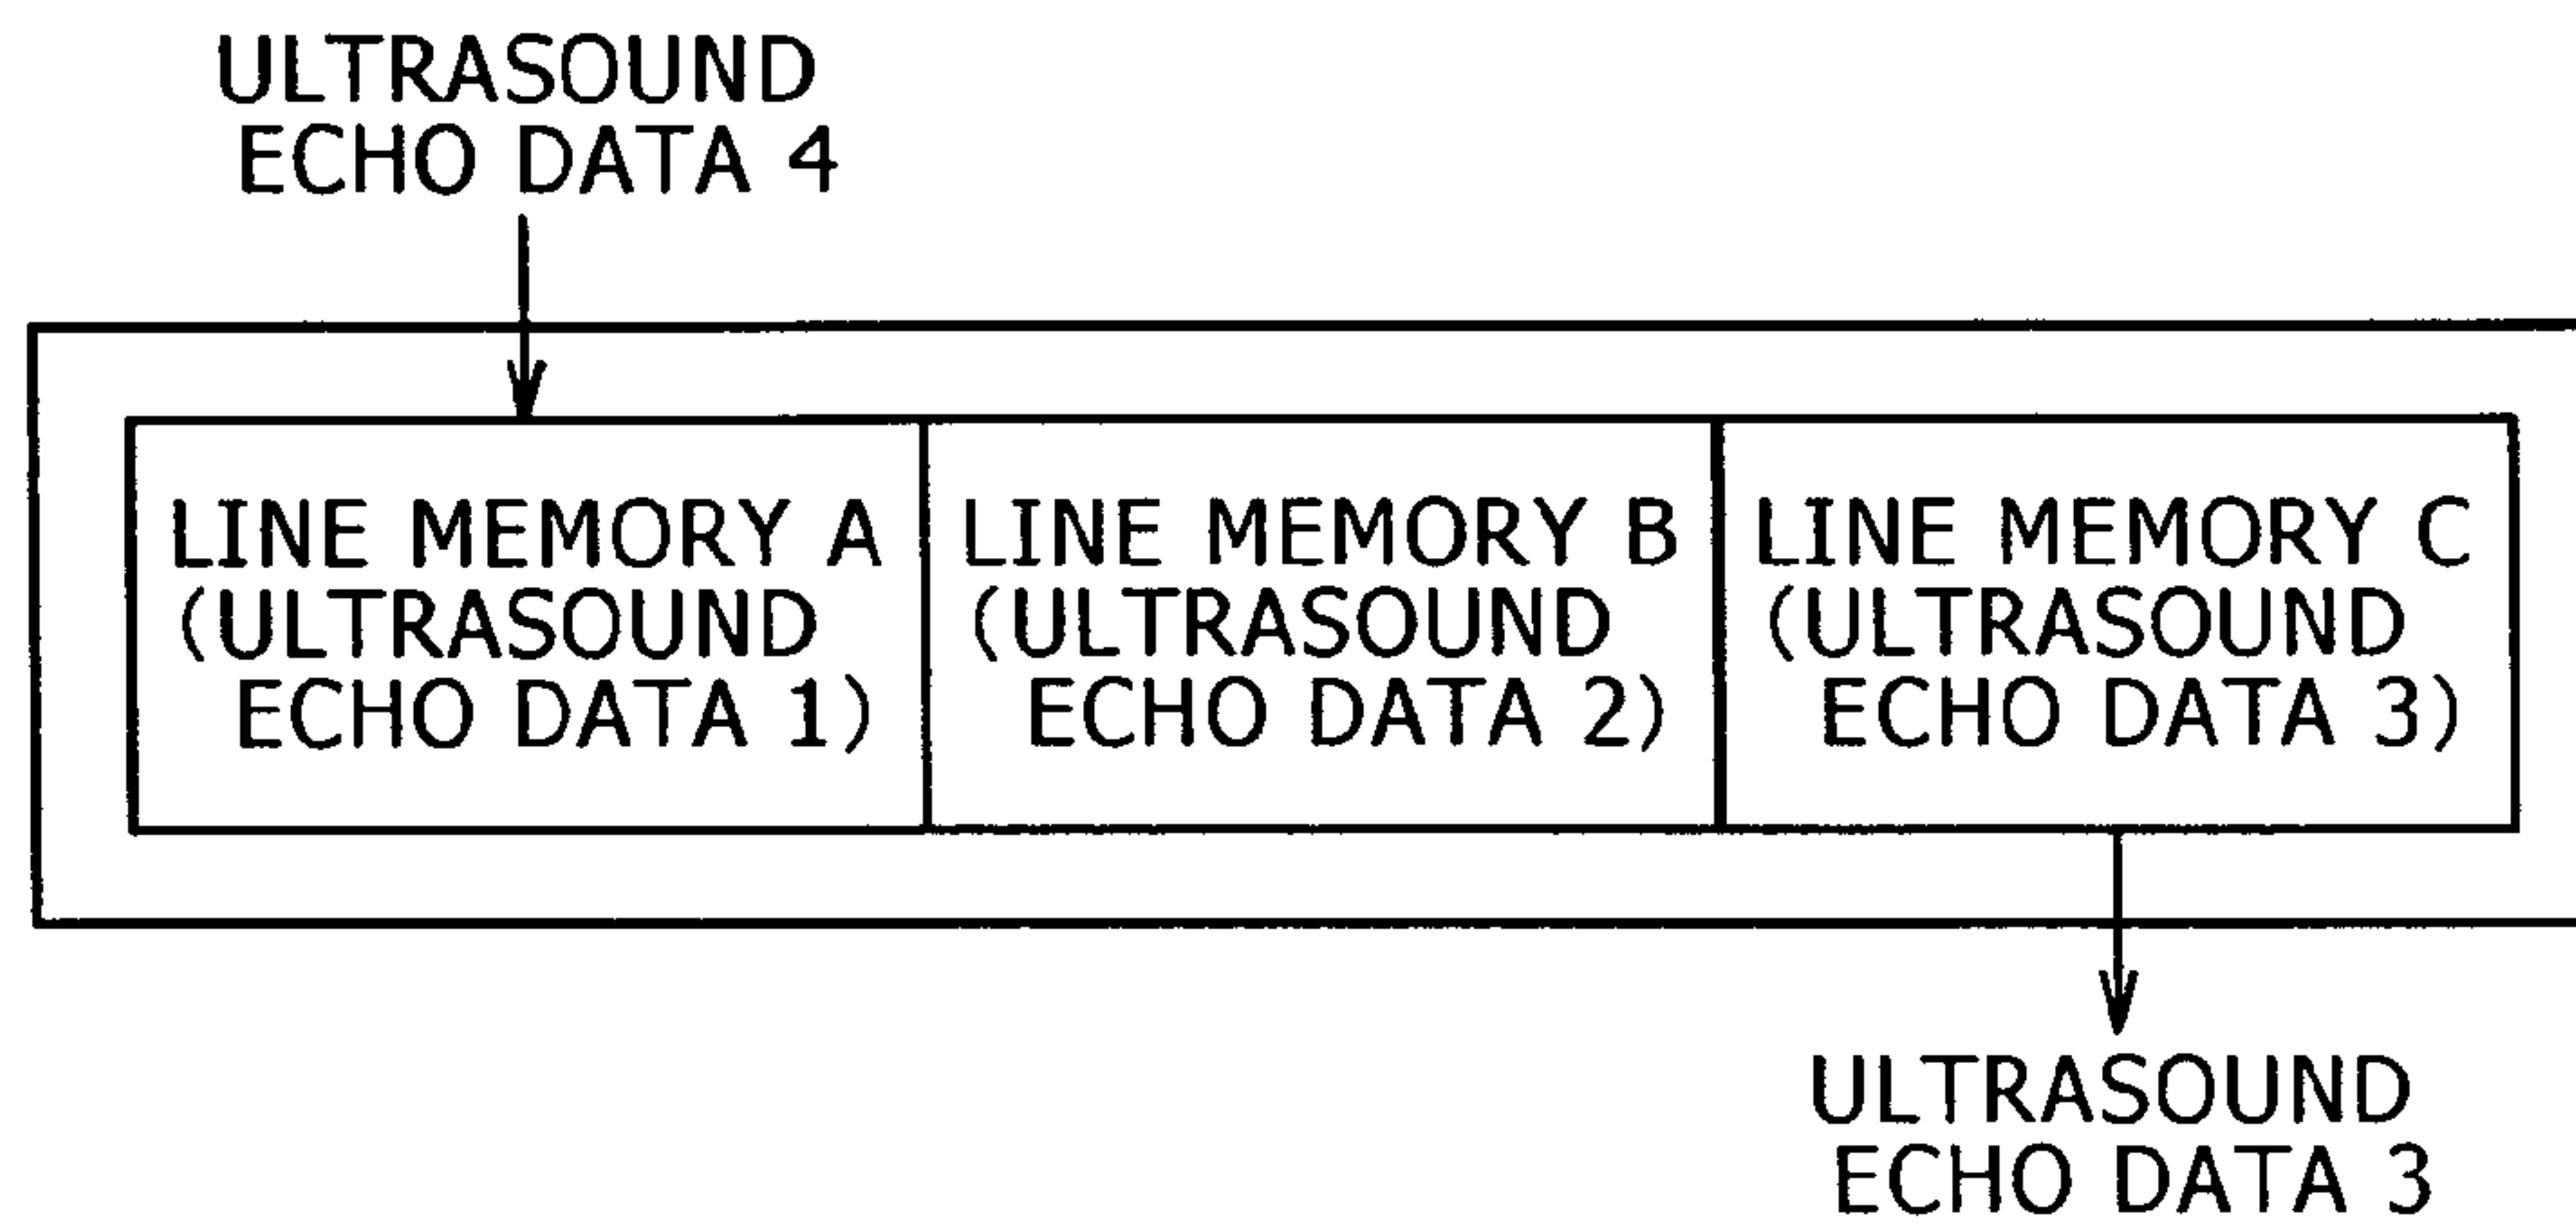 ULTRASOUND
ECHO DATA 4
LINE MEMORY A
(ULTRASOUND
ECHO DATA 1)
LINE MEMORY B
(ULTRASOUND
ECHO DATA 2)
LINE MEMORY C
(ULTRASOUND
ECHO DATA 3)
ULTRASOUND
ECHO DATA 3